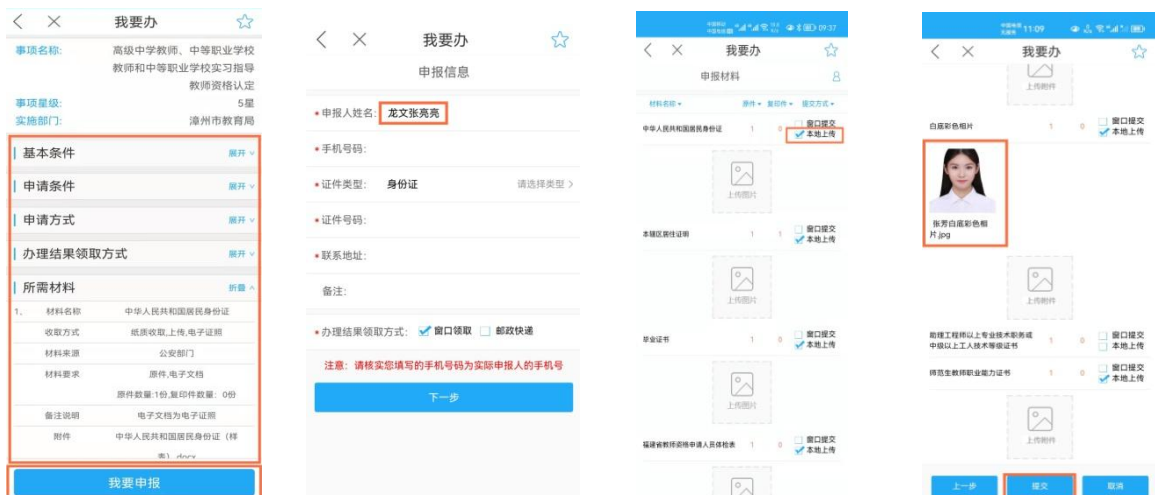 我要办
事项名称:
高级中学教师、中等职业学校
教师和中等职业学校实习指导
教师资格认定
事项星级:
5星
实施部门:
漳州市教育局
基本条件
展开
申请条件
展开
申请方式
展开
办理结果领取方式
展开
所需材料
折叠
1、 材料名称 中华人民共和国居民身份证
收取方式 纸质收取,上传,电子证照
材料来源 公安部门
材料要求 原件,电子文档
原件数量:1份,复印件数量: 0份
备注说明 电子文档为电子证照
附件 中华人民共和国居民身份证(样
表).docx
我要申报
我要办
申报信息
*申报人姓名: 龙文张亮亮
*手机号码:
*证件类型: 身份证 请选择类型
*证件号码:
*联系地址:
备注:
*办理结果领取方式: 窗口领取 邮政快递
注意: 请核实您填写的手机号码为实际申报人的手机号
下一步
09:37
我要办
申报材料
材料名称 原件 复印件 提交方式
中华人民共和国居民身份证 1 0 窗口提交
本地上传
上传图片
本辖区居住证明 1 1 窗口提交
本地上传
上传图片
毕业证书 1 0 窗口提交
本地上传
上传图片
福建省教师资格申请人员体检表 1 0 窗口提交
本地上传
11:09
我要办
上传附件
白底彩色相片 1 0 窗口提交
本地上传
张芳白底彩色相
片.jpg
上传附件
助理工程师以上专业技术职务或
中级以上工人技术等级证书
1 0 窗口提交
本地上传
师范生教师职业能力证书 1 0 窗口提交
本地上传
上传附件
上一步
提交
取消